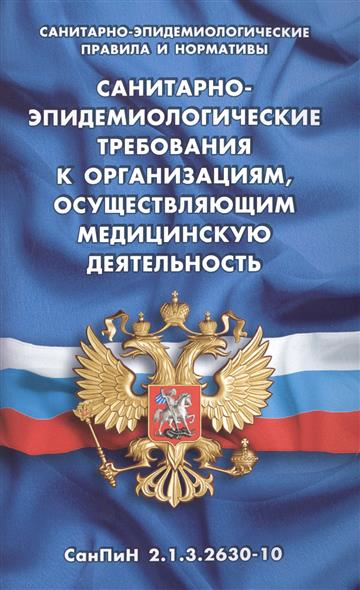 САНИТАРНО-ЭПИДЕМИОЛОГИЧЕСКИЕ
ПРАВИЛА И НОРМАТИВЫ
САНИТАРНО-
ЭПИДЕМИОЛОГИЧЕСКИЕ
ТРЕБОВАНИЯ
К ОРГАНИЗАЦИЯМ,
ОСУЩЕСТВЛЯЮЩИМ
МЕДИЦИНСКУЮ
ДЕЯТЕЛЬНОСТЬ
СанПиН 2.1.3.2630-10